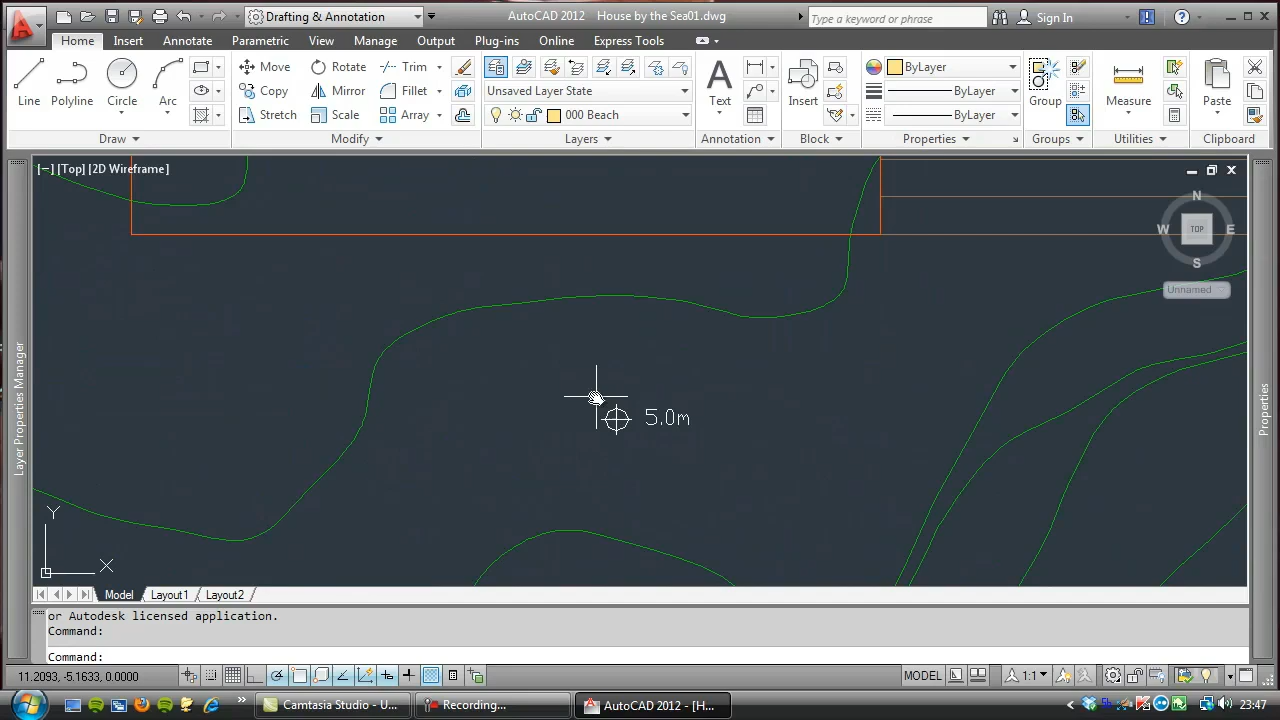 Drafting & Annotation
AutoCAD 2012
House by the Sea01.dwg
Type a keyword or phrase
Sign In
Home
Insert
Annotate
Parametric
View
Manage
Output
Plug-ins
Online
Express Tools
Line
Polyline
Circle
Arc
Move
Rotate
Trim
Copy
Mirror
Fillet
Stretch
Scale
Array
Unsaved Layer State
000 Beach
Text
Insert
ByLayer
ByLayer
ByLayer
Group
Measure
Paste
Draw
Modify
Layers
Annotation
Block
Properties
Groups
Utilities
Clipboard
[−] [Top] [2D Wireframe]
N
W
TOP
E
S
Unnamed
Layer Properties Manager
Properties
5.0m
Y
X
Model
Layout1
Layout2
or Autodesk licensed application.
Command:
Command:
11.2093, -5.1633, 0.0000
MODEL
1:1
Camtasia Studio - U...
Recording...
AutoCAD 2012 - [H...
23:47